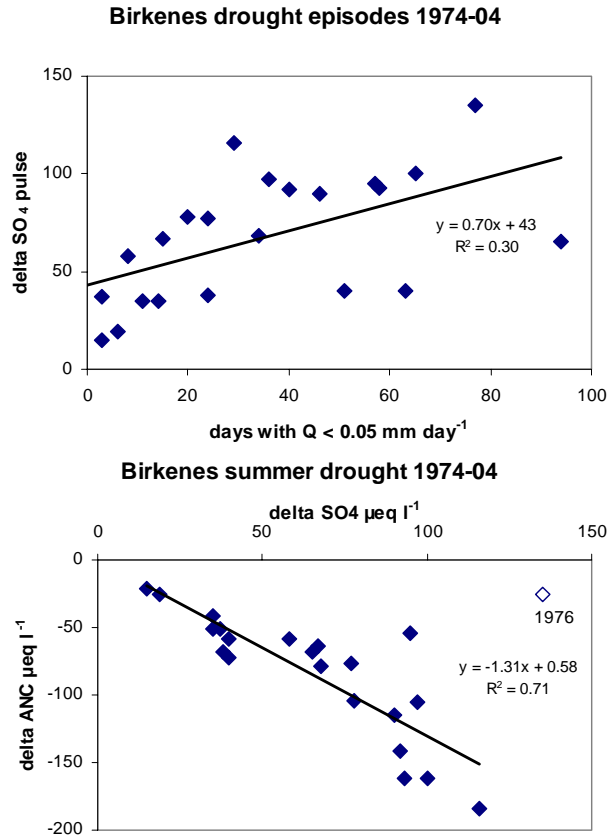 Birkenes drought episodes 1974-04
150
100
50
0
delta SO₄ pulse
y = 0.70x + 43
R² = 0.30
0 20 40 60 80 100
days with Q < 0.05 mm day⁻¹
Birkenes summer drought 1974-04
delta SO4 µeq l⁻¹
0 50 100 150
0
-50
-100
-150
-200
delta ANC µeq l⁻¹
1976
y = -1.31x + 0.58
R² = 0.71